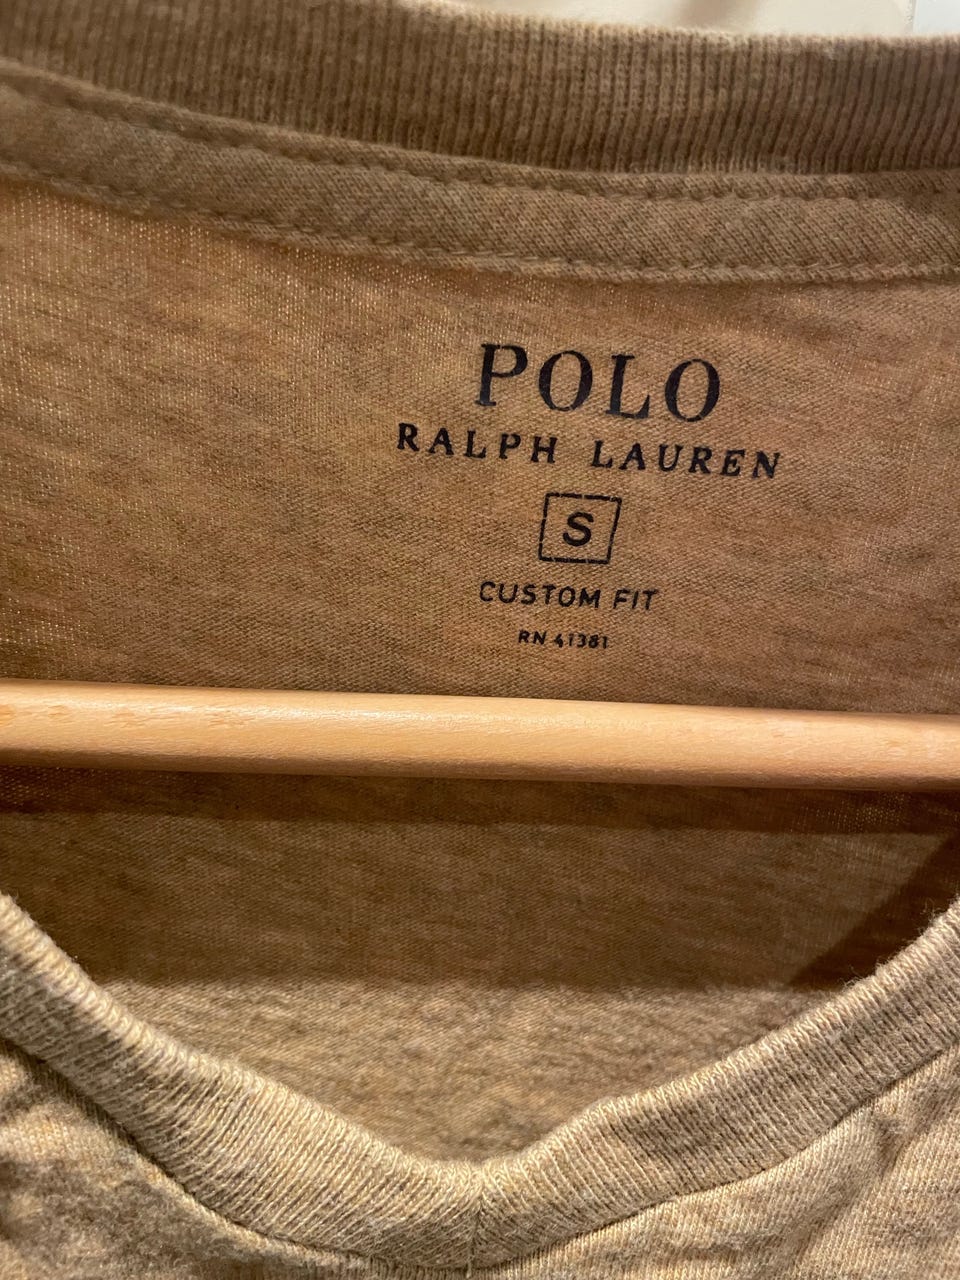 POLO
RALPH LAUREN
S
CUSTOM FIT
RN 41381